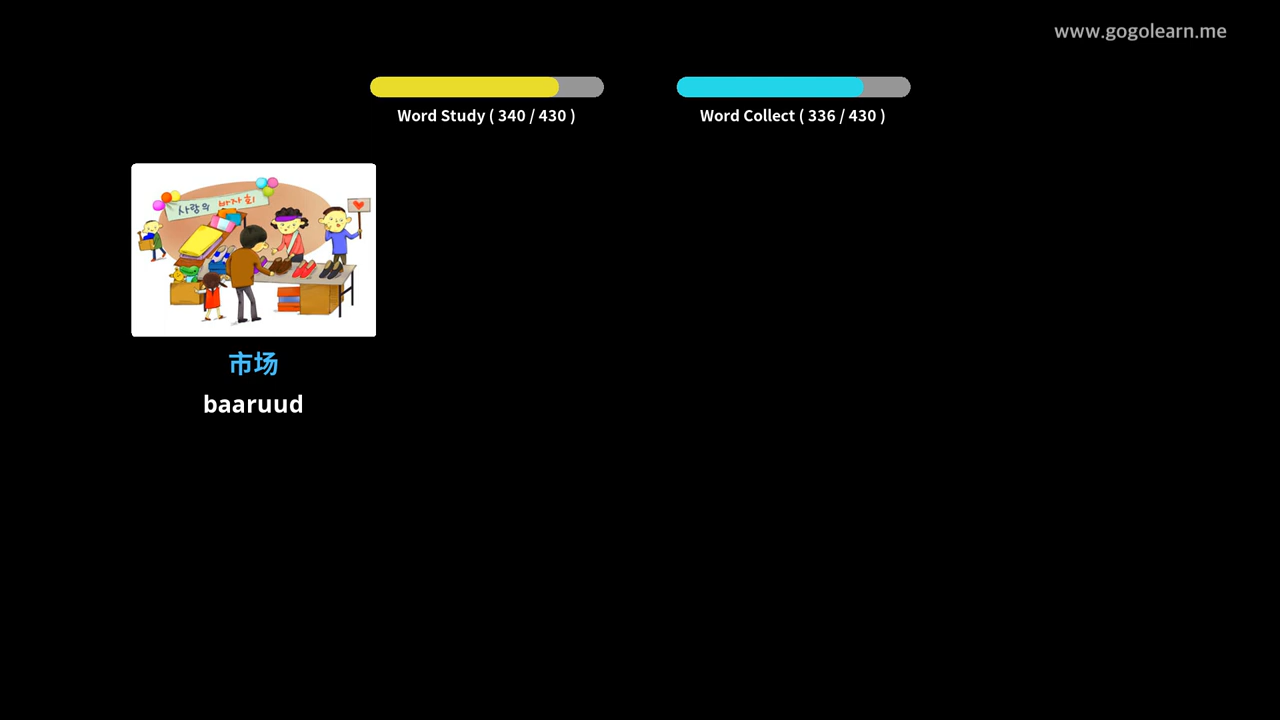 www.gogolearn.me
Word Study ( 340 / 430 )
Word Collect ( 336 / 430 )
사랑의 바자회
市场
baaruud